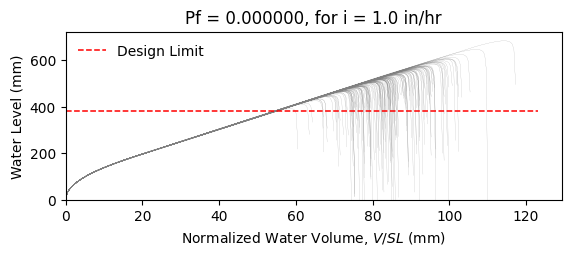 Pf = 0.000000, for i = 1.0 in/hr
Design Limit
Water Level (mm)
600
400
200
0
0 20 40 60 80 100 120
Normalized Water Volume, V/SL (mm)